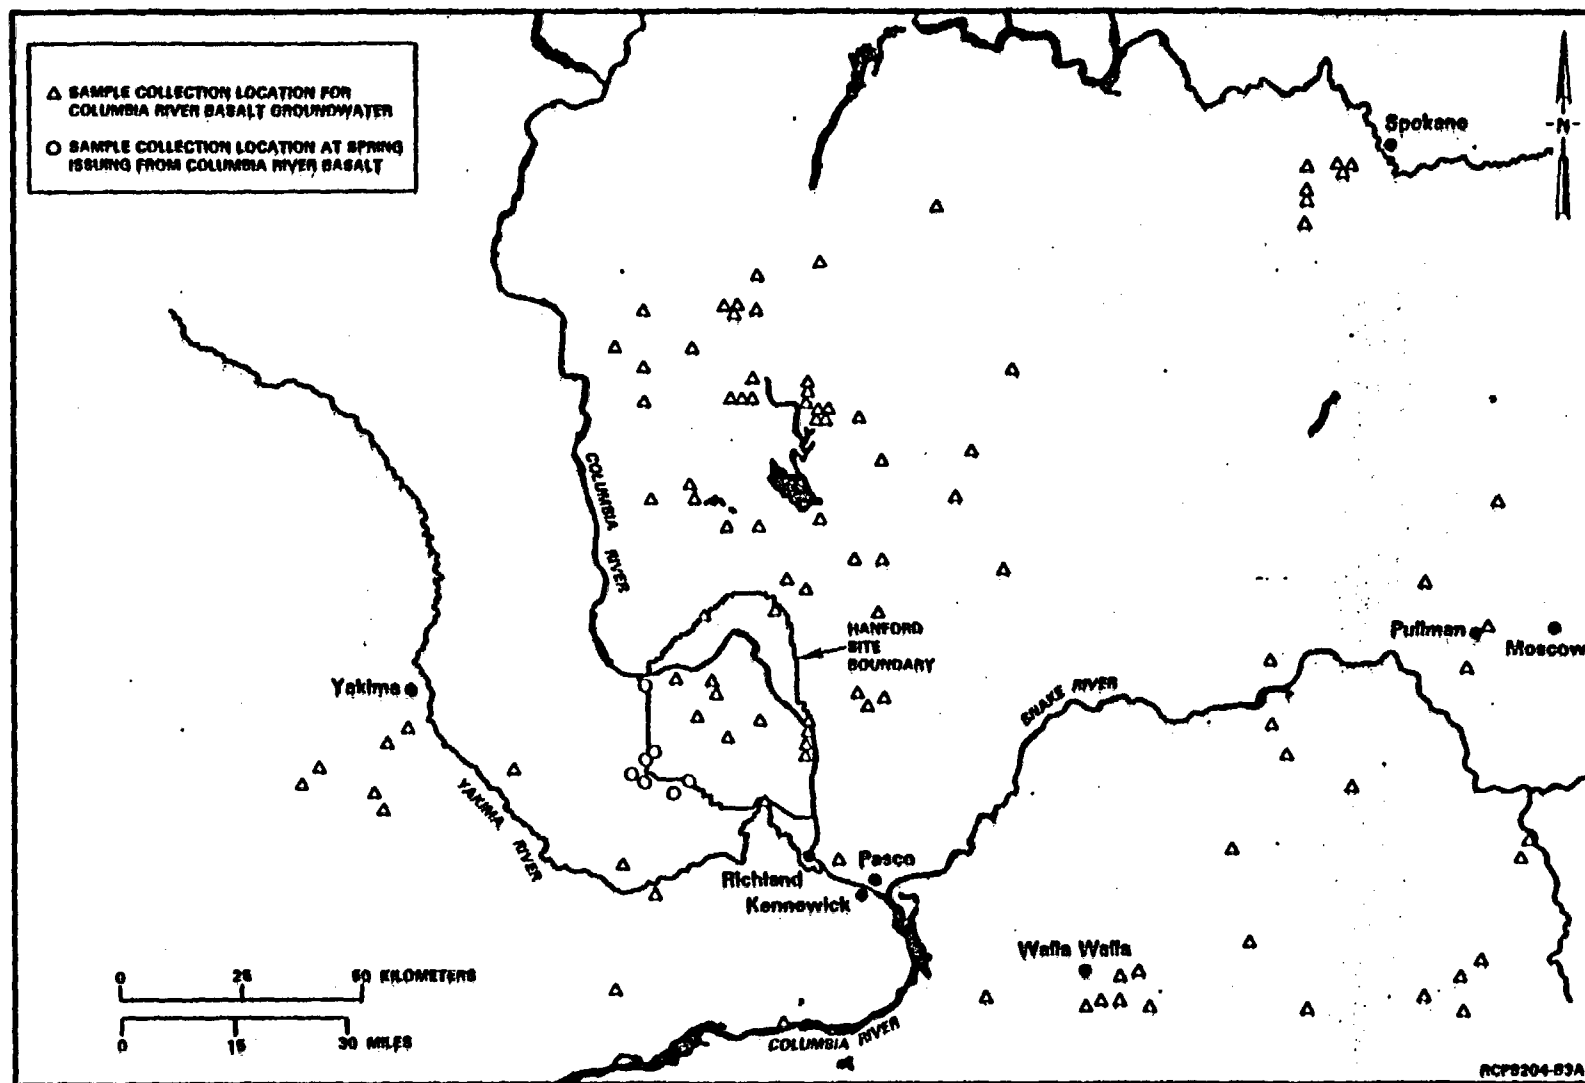 △ SAMPLE COLLECTION LOCATION FOR
COLUMBIA RIVER BASALT GROUNDWATER
○ SAMPLE COLLECTION LOCATION AT SPRING
ISSUING FROM COLUMBIA RIVER BASALT
Spokane
-N-
COLUMBIA RIVER
HANFORD
SITE
BOUNDARY
Pullman
Moscow
Yakima
SNAKE RIVER
YAKIMA RIVER
Pasco
Richland
Kennewick
Walla Walla
0 25 50 KILOMETERS
0 15 30 MILES
COLUMBIA RIVER
RCP8204-83A